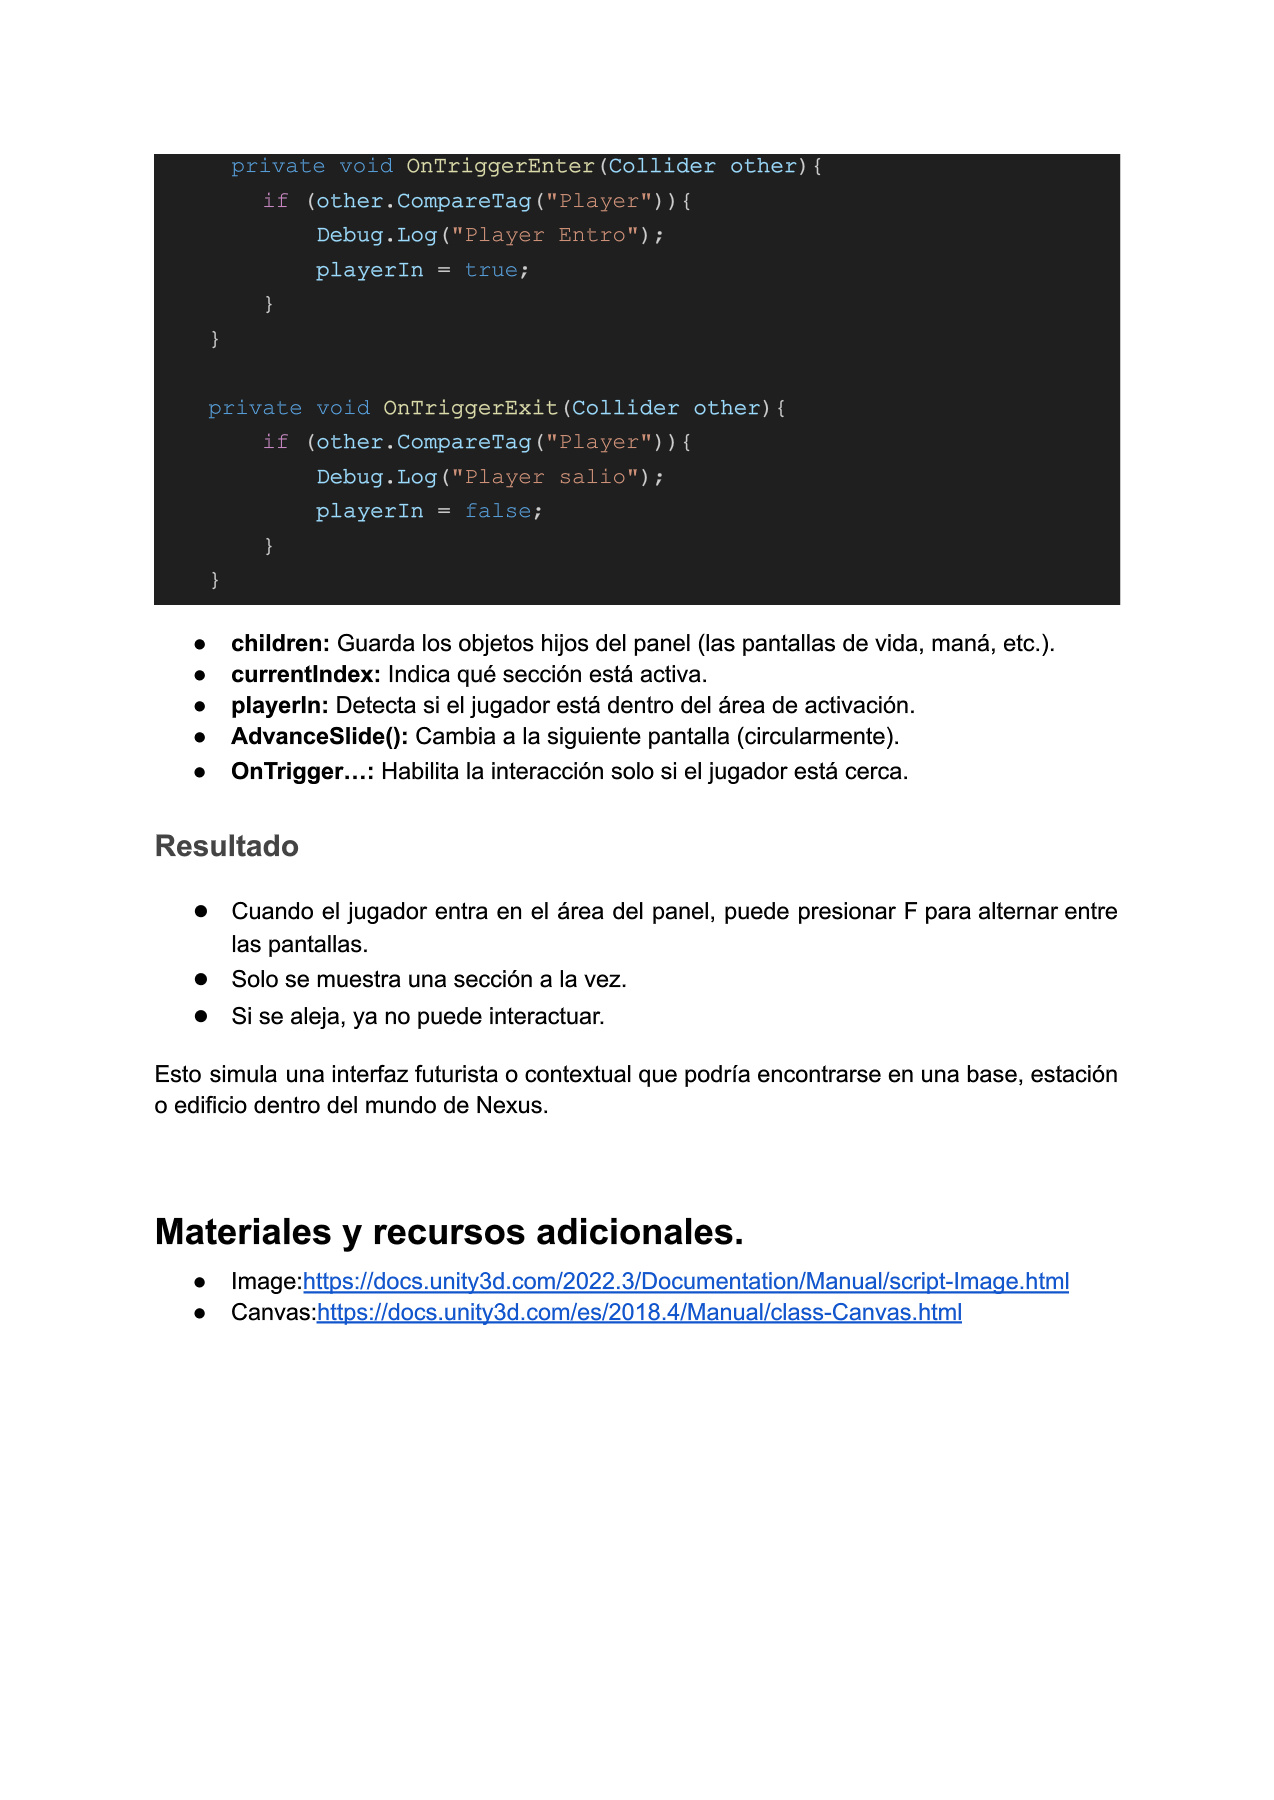 private void OnTriggerEnter(Collider other){
if (other.CompareTag("Player")){
Debug.Log("Player Entro");
playerIn = true;
}
}
private void OnTriggerExit(Collider other){
if (other.CompareTag("Player")){
Debug.Log("Player salio");
playerIn = false;
}
}
● children: Guarda los objetos hijos del panel (las pantallas de vida, maná, etc.).
● currentIndex: Indica qué sección está activa.
● playerIn: Detecta si el jugador está dentro del área de activación.
● AdvanceSlide(): Cambia a la siguiente pantalla (circularmente).
● OnTrigger…: Habilita la interacción solo si el jugador está cerca.
Resultado
● Cuando el jugador entra en el área del panel, puede presionar F para alternar entre
las pantallas.
● Solo se muestra una sección a la vez.
● Si se aleja, ya no puede interactuar.
Esto simula una interfaz futurista o contextual que podría encontrarse en una base, estación
o edificio dentro del mundo de Nexus.
Materiales y recursos adicionales.
● Image:https://docs.unity3d.com/2022.3/Documentation/Manual/script-Image.html
● Canvas:https://docs.unity3d.com/es/2018.4/Manual/class-Canvas.html